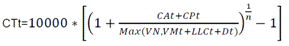 CTt=10000 * [(1 + CAt+CPt / Max(VN,VMt+LLCt+Dt))^(1/n) − 1]